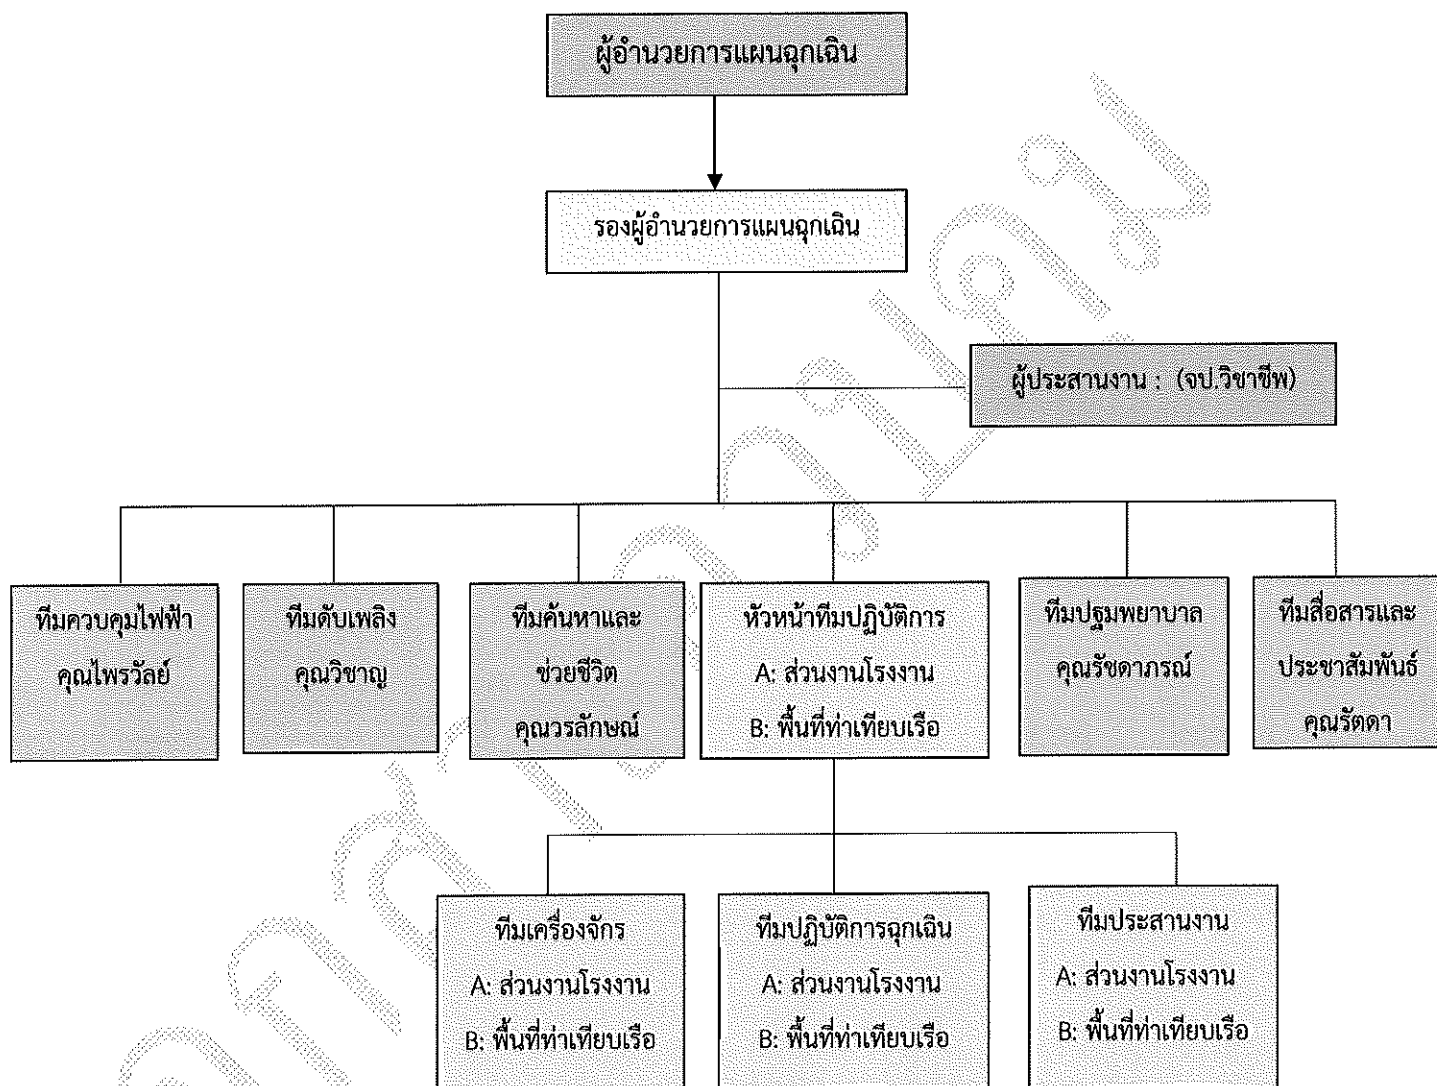 ผู้อำนวยการแผนฉุกเฉิน
รองผู้อำนวยการแผนฉุกเฉิน
ผู้ประสานงาน : (จป.วิชาชีพ)
ทีมควบคุมไฟฟ้า
คุณไพรวัลย์
ทีมดับเพลิง
คุณวิชาญ
ทีมค้นหาและ
ช่วยชีวิต
คุณวรลักษณ์
หัวหน้าทีมปฏิบัติการ
A: ส่วนงานโรงงาน
B: พื้นที่ท่าเทียบเรือ
ทีมปฐมพยาบาล
คุณรัชดาภรณ์
ทีมสื่อสารและ
ประชาสัมพันธ์
คุณรัตดา
ทีมเครื่องจักร
A: ส่วนงานโรงงาน
B: พื้นที่ท่าเทียบเรือ
ทีมปฏิบัติการฉุกเฉิน
A: ส่วนงานโรงงาน
B: พื้นที่ท่าเทียบเรือ
ทีมประสานงาน
A: ส่วนงานโรงงาน
B: พื้นที่ท่าเทียบเรือ